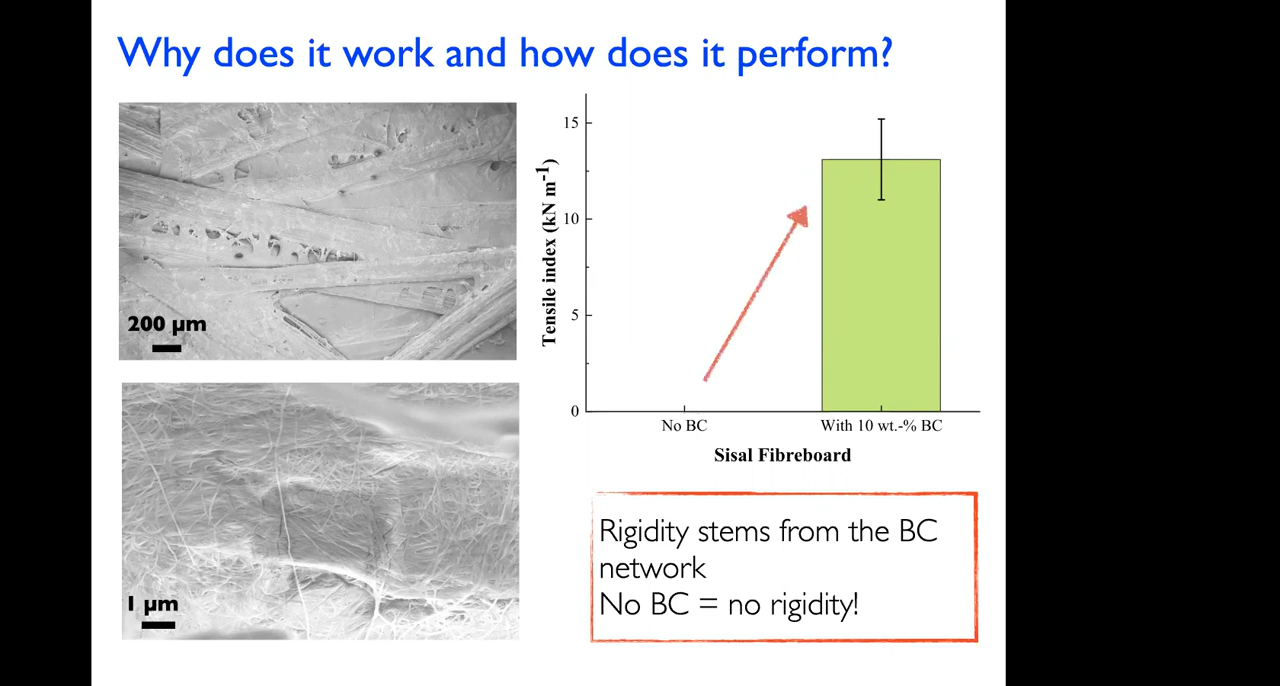 Why does it work and how does it perform?
200 µm
1 µm
Tensile index (kN m⁻¹)
15
10
5
0
No BC
With 10 wt.-% BC
Sisal Fibreboard
Rigidity stems from the BC
network
No BC = no rigidity!